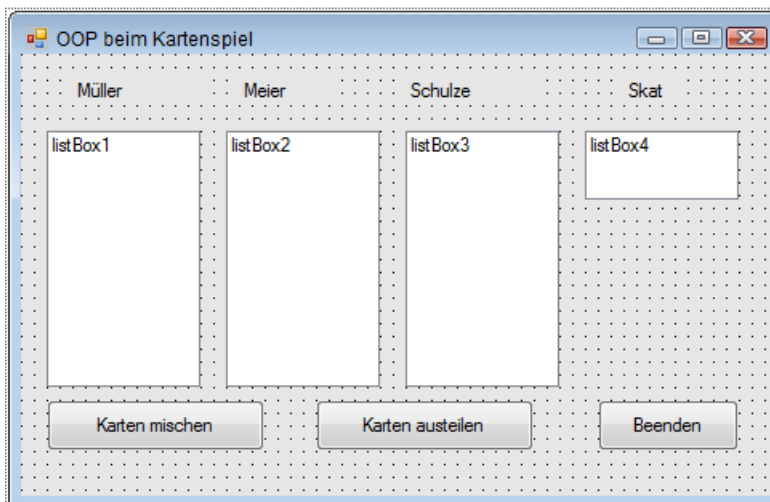 OOP beim Kartenspiel
Müller Meier Schulze Skat
listBox1 listBox2 listBox3 listBox4
Karten mischen Karten austeilen Beenden